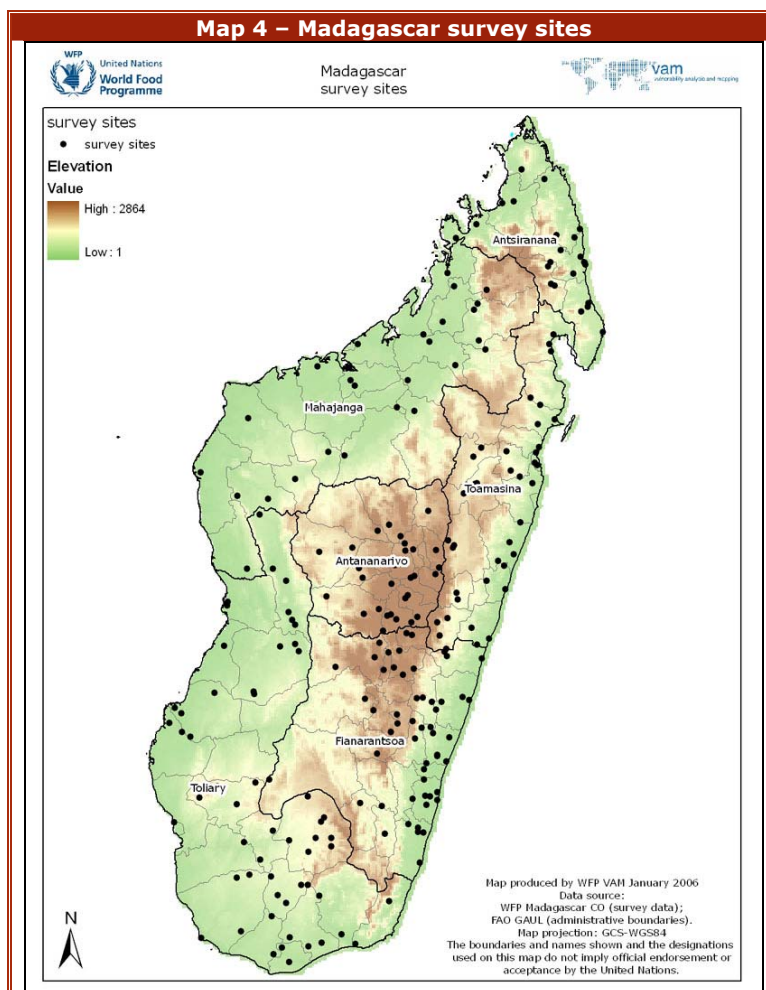 Map 4 – Madagascar survey sites
WFP
United Nations
World Food
Programme
Madagascar
survey sites
vam
vulnerability analysis and mapping
survey sites
survey sites
Elevation
Value
High : 2864
Low : 1
Antsiranana
Mahajanga
Toamasina
Antananarivo
Fianarantsoa
Toliary
N
Map produced by WFP VAM January 2006
Data source:
WFP Madagascar CO (survey data);
FAO GAUL (administrative boundaries).
Map projection: GCS-WGS84
The boundaries and names shown and the designations
used on this map do not imply official endorsement or
acceptance by the United Nations.